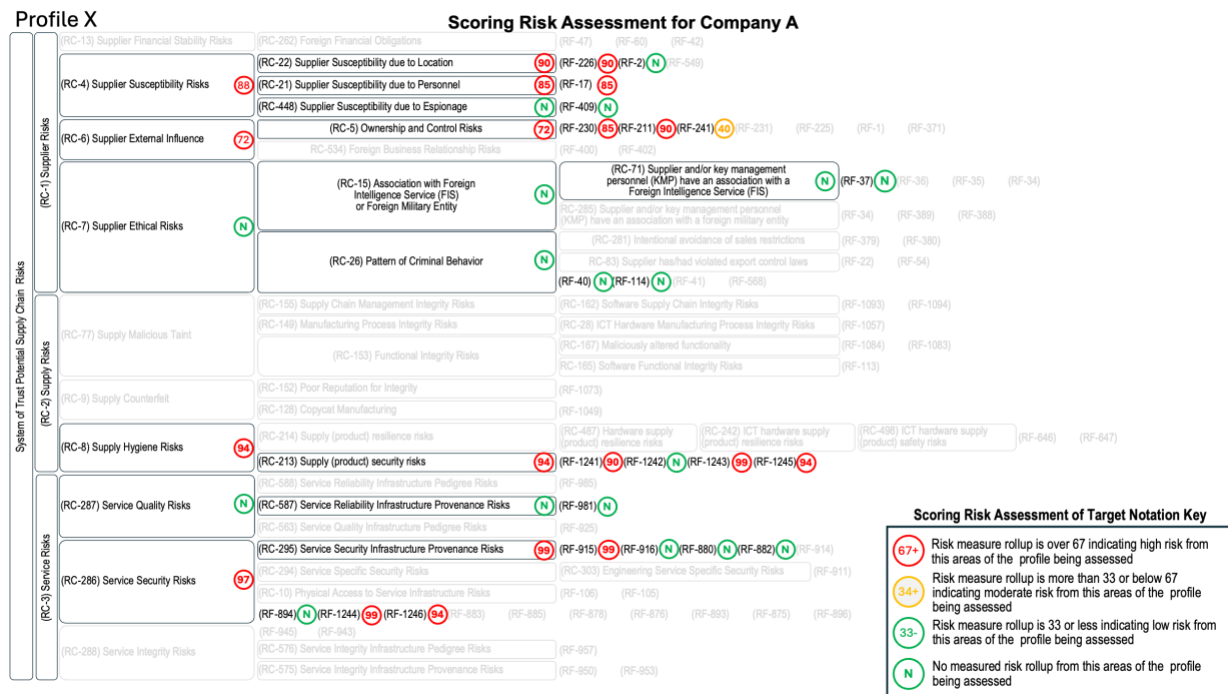 Profile X
Scoring Risk Assessment for Company A
System of Trust Potential Supply Chain Risks
(RC-1) Supplier Risks
(RC-13) Supplier Financial Stability Risks
(RC-262) Foreign Financial Obligations
(RF-47) (RF-60) (RF-42)
(RC-4) Supplier Susceptibility Risks 88
(RC-22) Supplier Susceptibility due to Location 90
(RF-226) 90 (RF-2) N (RF-549)
(RC-21) Supplier Susceptibility due to Personnel 85
(RF-17) 85
(RC-448) Supplier Susceptibility due to Espionage N
(RF-409) N
(RC-6) Supplier External Influence 72
(RC-5) Ownership and Control Risks 72
(RF-230) 85 (RF-211) 90 (RF-241) 40 (RF-231) (RF-225) (RF-1) (RF-371)
(RC-534) Foreign Business Relationship Risks
(RF-400) (RF-402)
(RC-7) Supplier Ethical Risks N
(RC-15) Association with Foreign
Intelligence Service (FIS)
or Foreign Military Entity N
(RC-71) Supplier and/or key management
personnel (KMP) have an association with a
Foreign Intelligence Service (FIS) N
(RF-37) N (RF-36) (RF-35) (RF-34)
(RC-285) Supplier and/or key management personnel
(KMP) have an association with a foreign military entity
(RF-34) (RF-389) (RF-388)
(RC-26) Pattern of Criminal Behavior N
(RC-281) Intentional avoidance of sales restrictions
(RF-379) (RF-380)
(RC-83) Supplier has/had violated export control laws
(RF-22) (RF-54)
(RF-40) N (RF-114) N (RF-41) (RF-568)
(RC-2) Supply Risks
(RC-77) Supply Malicious Taint
(RC-155) Supply Chain Management Integrity Risks
(RC-162) Software Supply Chain Integrity Risks
(RF-1093) (RF-1094)
(RC-149) Manufacturing Process Integrity Risks
(RC-28) ICT Hardware Manufacturing Process Integrity Risks
(RF-1057)
(RC-153) Functional Integrity Risks
(RC-167) Maliciously altered functionality
(RF-1084) (RF-1083)
(RC-165) Software Functional Integrity Risks
(RF-113)
(RC-9) Supply Counterfeit
(RC-152) Poor Reputation for Integrity
(RF-1073)
(RC-128) Copycat Manufacturing
(RF-1049)
(RC-8) Supply Hygiene Risks 94
(RC-214) Supply (product) resilience risks
(RC-487) Hardware supply
(product) resilience risks
(RC-242) ICT hardware supply
(product) resilience risks
(RC-498) ICT hardware supply
(product) safety risks
(RF-646) (RF-647)
(RC-213) Supply (product) security risks 94
(RF-1241) 90 (RF-1242) N (RF-1243) 99 (RF-1245) 94
(RC-3) Service Risks
(RC-287) Service Quality Risks N
(RC-588) Service Reliability Infrastructure Pedigree Risks
(RF-985)
(RC-587) Service Reliability Infrastructure Provenance Risks N
(RF-981) N
(RC-563) Service Quality Infrastructure Pedigree Risks
(RF-925)
(RC-286) Service Security Risks 97
(RC-295) Service Security Infrastructure Provenance Risks 99
(RF-915) 99 (RF-916) N (RF-880) N (RF-882) N (RF-914)
(RC-294) Service Specific Security Risks
(RC-303) Engineering Service Specific Security Risks
(RF-911)
(RC-10) Physical Access to Service Infrastructure Risks
(RF-106) (RF-105)
(RF-894) N (RF-1244) 99 (RF-1246) 94 (RF-883) (RF-885) (RF-878) (RF-876) (RF-893) (RF-875) (RF-896)
(RF-945) (RF-943)
(RC-288) Service Integrity Risks
(RC-576) Service Integrity Infrastructure Pedigree Risks
(RF-957)
(RC-575) Service Integrity Infrastructure Provenance Risks
(RF-950) (RF-953)
Scoring Risk Assessment of Target Notation Key
67+ Risk measure rollup is over 67 indicating high risk from
this areas of the profile being assessed
34+ Risk measure rollup is more than 33 or below 67
indicating moderate risk from this areas of the profile
being assessed
33- Risk measure rollup is 33 or less indicating low risk from
this areas of the profile being assessed
N No measured risk rollup from this areas of the profile
being assessed